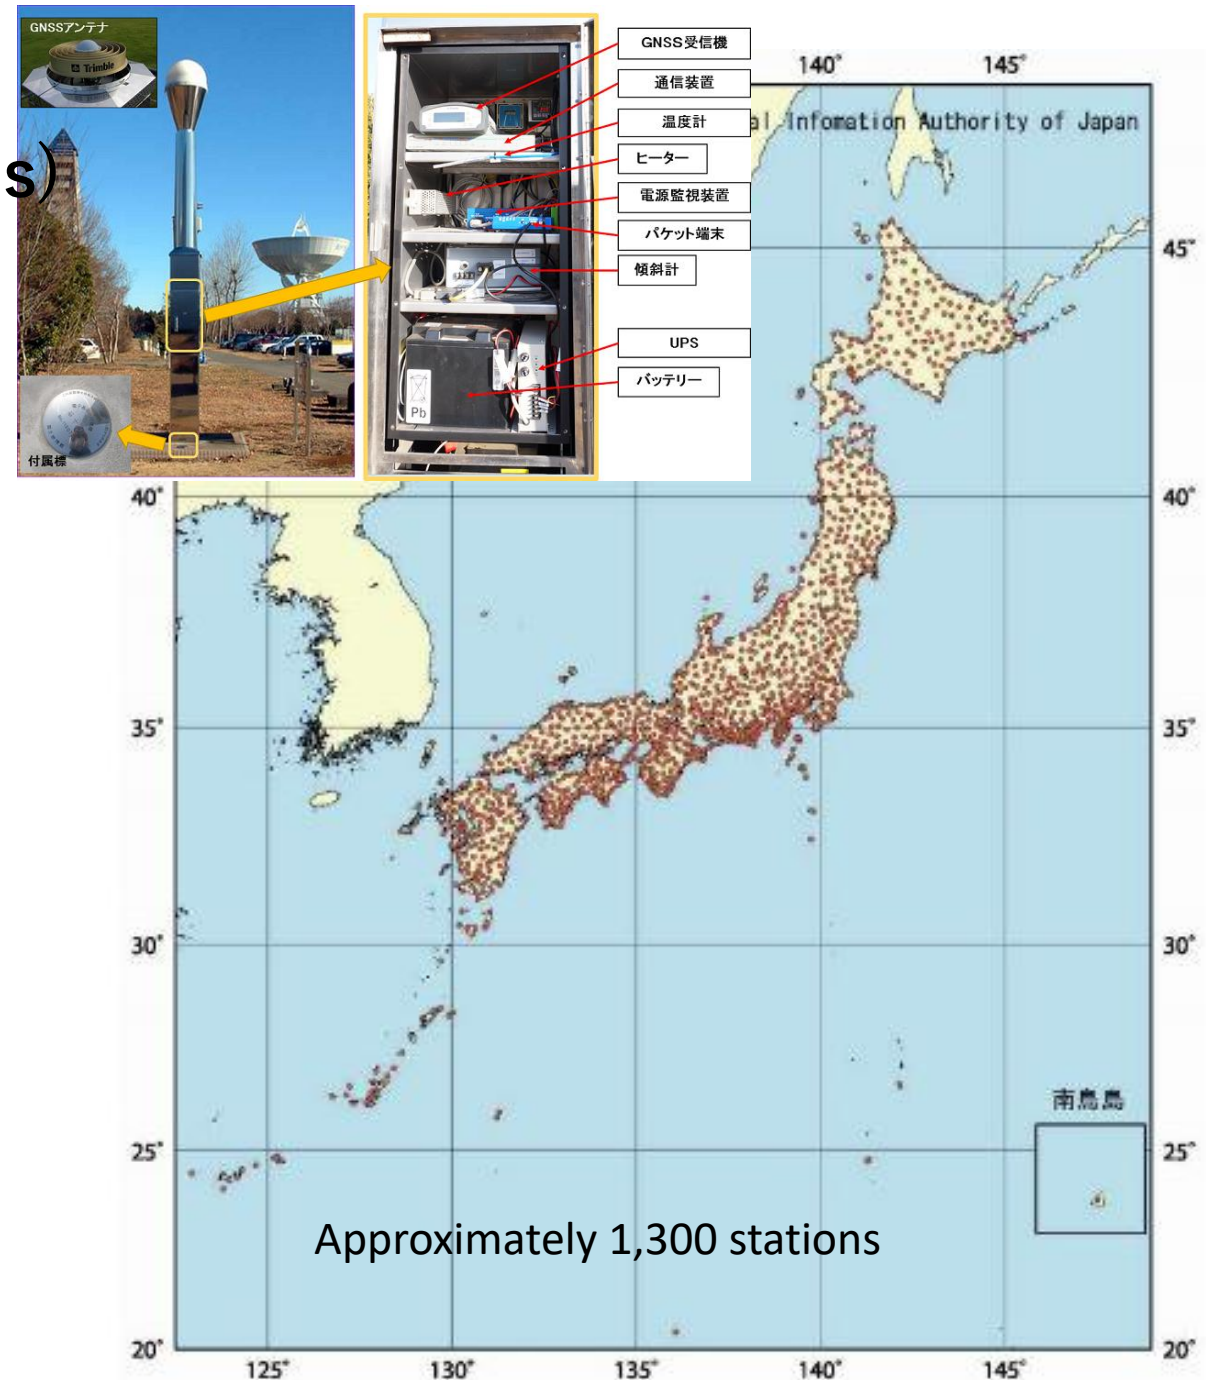 GNSSアンテナ
Trimble
s)
付属標
Pb
GNSS受信機
通信装置
温度計
ヒーター
電源監視装置
パケット端末
傾斜計
UPS
バッテリー
140° 145°
al Infomation Authority of Japan
45° 45°
40° 40°
35° 35°
30° 30°
南鳥島
25° 25°
Approximately 1,300 stations
20° 20°
125° 130° 135° 140° 145°